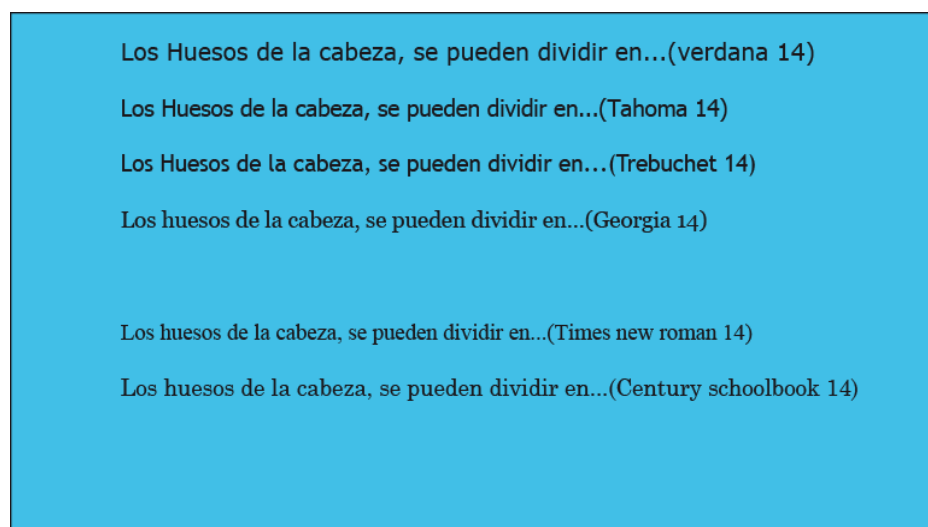 Los Huesos de la cabeza, se pueden dividir en...(verdana 14)
Los Huesos de la cabeza, se pueden dividir en...(Tahoma 14)
Los Huesos de la cabeza, se pueden dividir en...(Trebuchet 14)
Los huesos de la cabeza, se pueden dividir en...(Georgia 14)
Los huesos de la cabeza, se pueden dividir en...(Times new roman 14)
Los huesos de la cabeza, se pueden dividir en...(Century schoolbook 14)